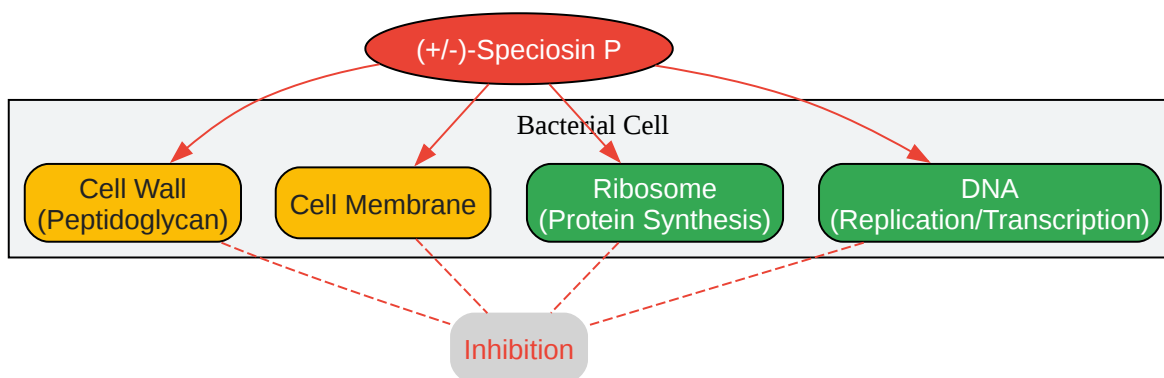 (+/-)-Speciosin P
Bacterial Cell
Cell Wall
(Peptidoglycan)
Cell Membrane
Ribosome
(Protein Synthesis)
DNA
(Replication/Transcription)
Inhibition